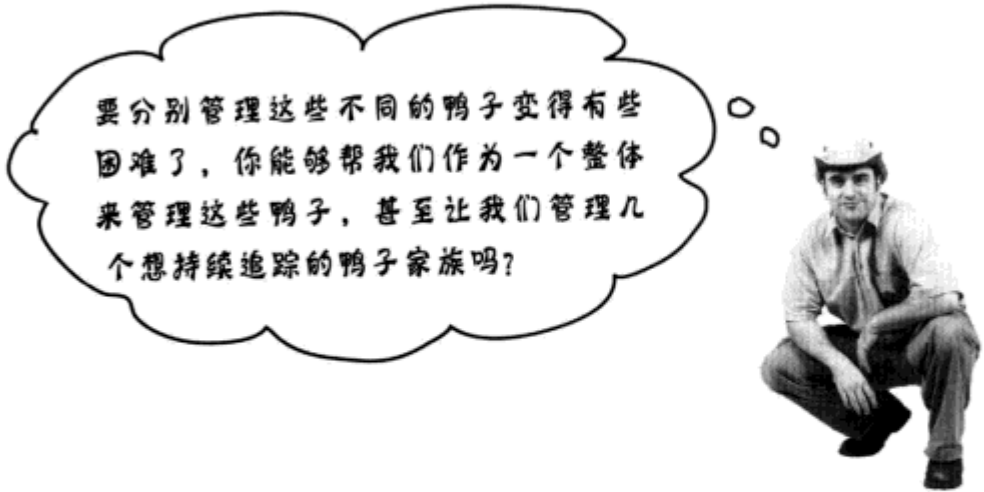 要分别管理这些不同的鸭子变得有些
困难了，你能够帮我们作为一个整体
来管理这些鸭子，甚至让我们管理几
个想持续追踪的鸭子家族吗？